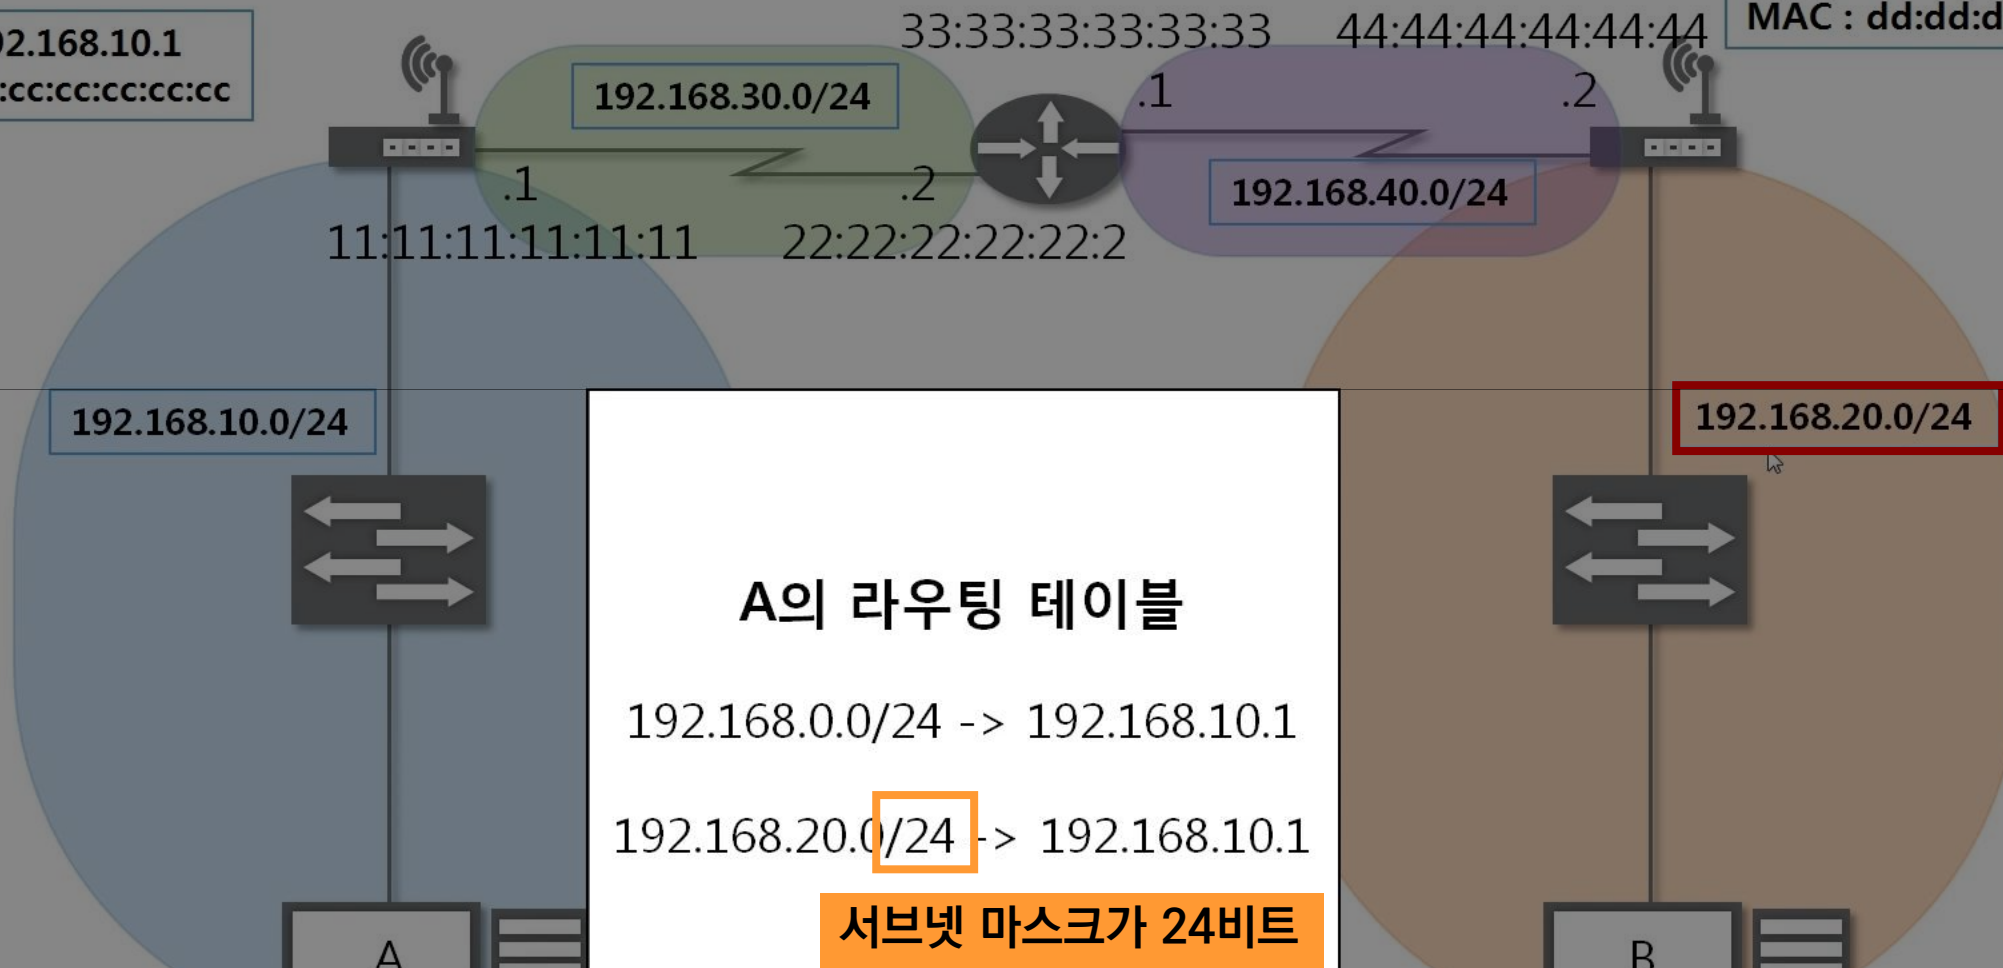 92.168.10.1
:cc:cc:cc:cc:cc
33:33:33:33:33:33
44:44:44:44:44:44
MAC : dd:dd:d
192.168.30.0/24
.1
.2
.1
.2
192.168.40.0/24
11:11:11:11:11:11
22:22:22:22:22:2
192.168.10.0/24
192.168.20.0/24
A의 라우팅 테이블
192.168.0.0/24 -> 192.168.10.1
192.168.20.0/24 -> 192.168.10.1
서브넷 마스크가 24비트
A
B